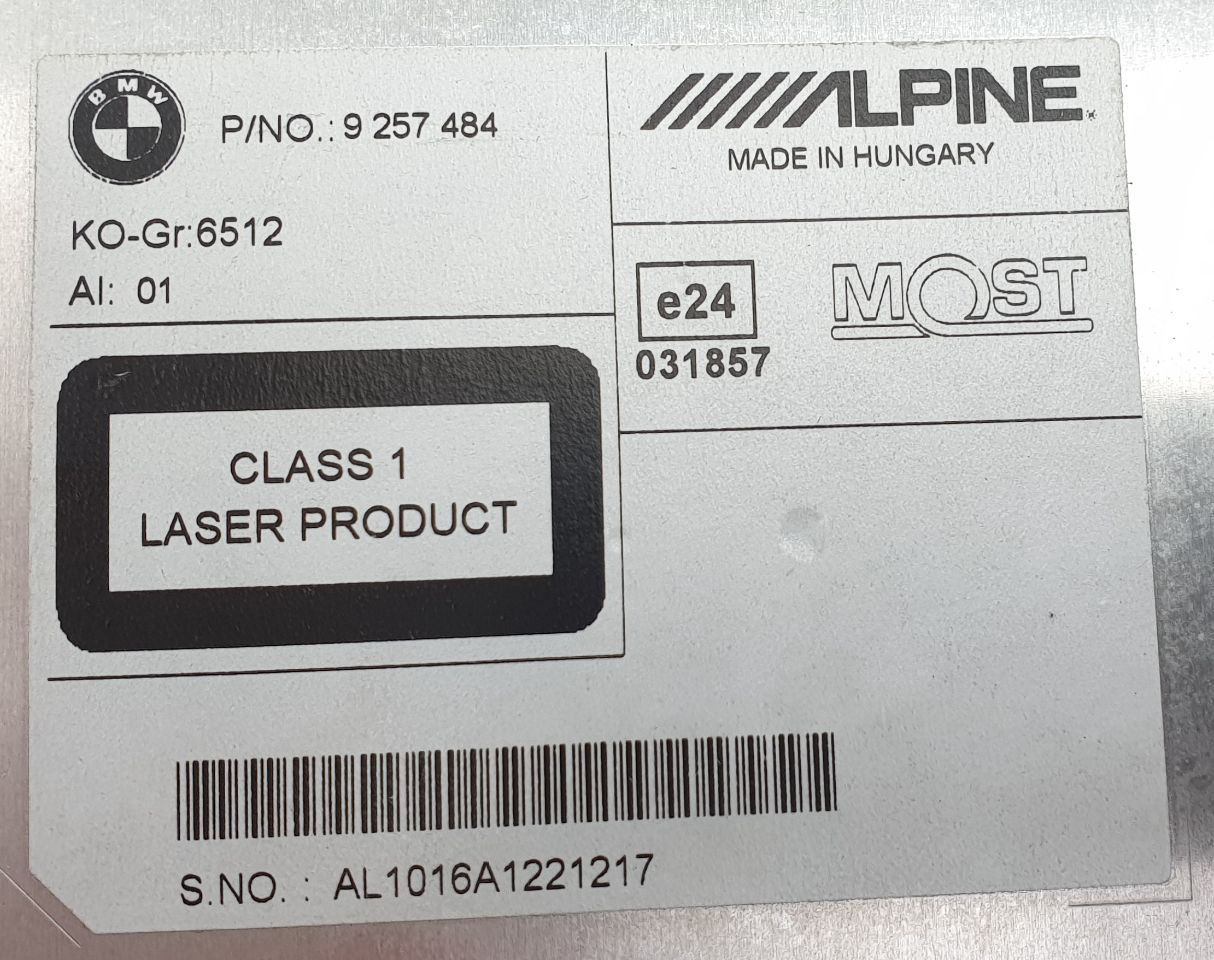 BMW
P/NO.: 9 257 484
KO-Gr:6512
AI: 01
ALPINE
MADE IN HUNGARY
e24
031857
MOST
CLASS 1
LASER PRODUCT
S.NO. : AL1016A1221217